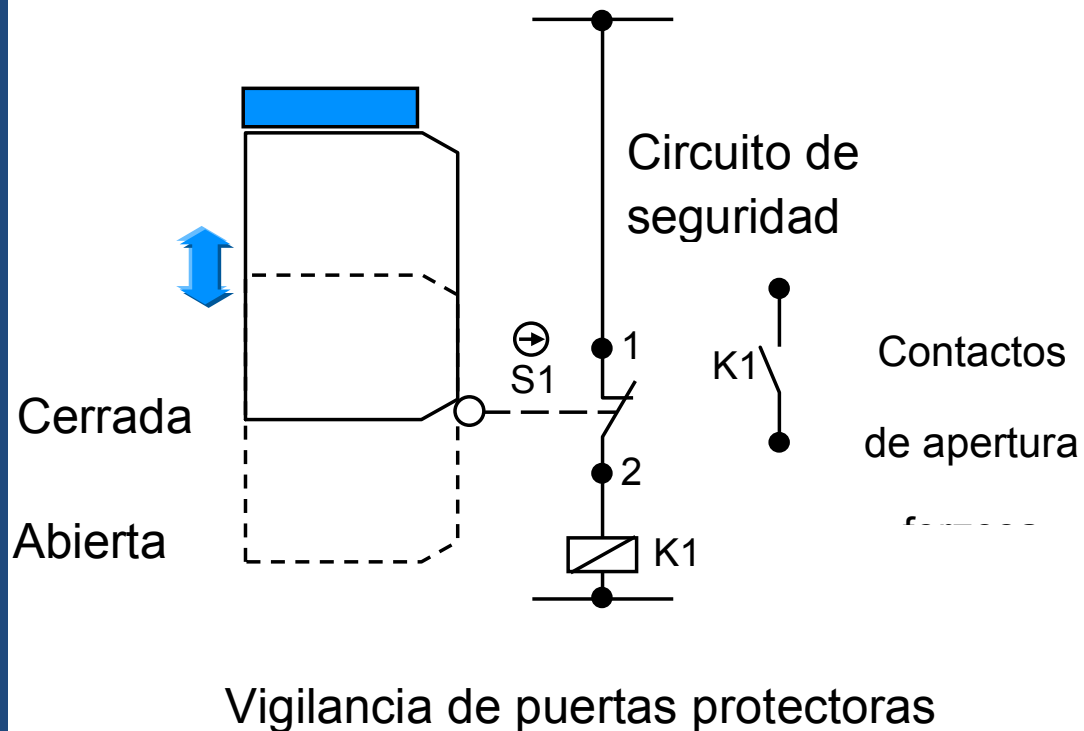 Circuito de
seguridad
1
S1
K1
Contactos
Cerrada
de apertura
2
Abierta
K1
Vigilancia de puertas protectoras